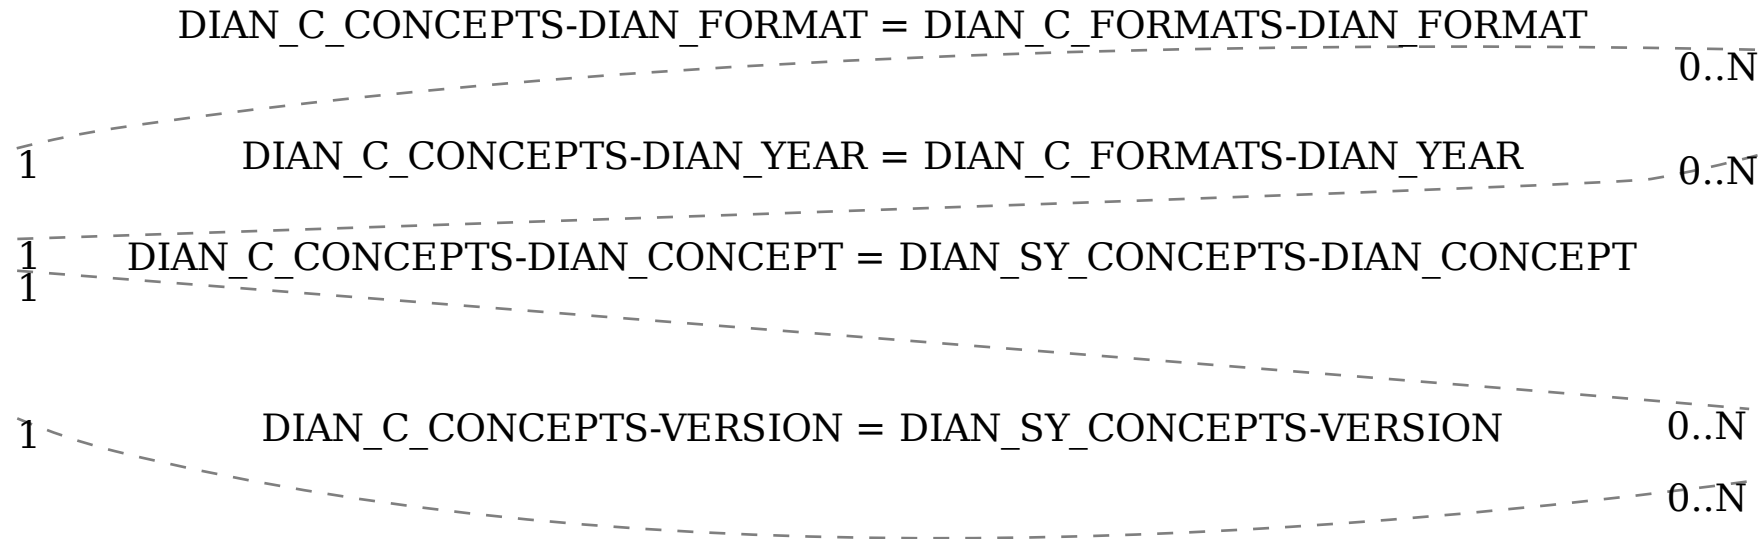 DIAN_C_CONCEPTS-DIAN_FORMAT = DIAN_C_FORMATS-DIAN_FORMAT
0..N
1
DIAN_C_CONCEPTS-DIAN_YEAR = DIAN_C_FORMATS-DIAN_YEAR
0..N
1
DIAN_C_CONCEPTS-DIAN_CONCEPT = DIAN_SY_CONCEPTS-DIAN_CONCEPT
1
1
DIAN_C_CONCEPTS-VERSION = DIAN_SY_CONCEPTS-VERSION
0..N
0..N